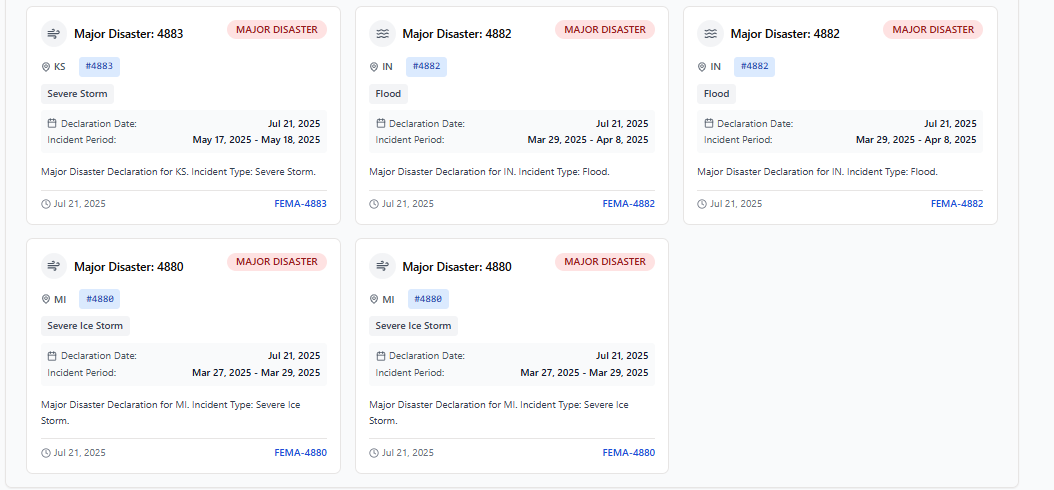 Major Disaster: 4883
MAJOR DISASTER
KS #4883
Severe Storm
Declaration Date: Jul 21, 2025
Incident Period: May 17, 2025 - May 18, 2025
Major Disaster Declaration for KS. Incident Type: Severe Storm.
Jul 21, 2025 FEMA-4883
Major Disaster: 4882
MAJOR DISASTER
IN #4882
Flood
Declaration Date: Jul 21, 2025
Incident Period: Mar 29, 2025 - Apr 8, 2025
Major Disaster Declaration for IN. Incident Type: Flood.
Jul 21, 2025 FEMA-4882
Major Disaster: 4882
MAJOR DISASTER
IN #4882
Flood
Declaration Date: Jul 21, 2025
Incident Period: Mar 29, 2025 - Apr 8, 2025
Major Disaster Declaration for IN. Incident Type: Flood.
Jul 21, 2025 FEMA-4882
Major Disaster: 4880
MAJOR DISASTER
MI #4880
Severe Ice Storm
Declaration Date: Jul 21, 2025
Incident Period: Mar 27, 2025 - Mar 29, 2025
Major Disaster Declaration for MI. Incident Type: Severe Ice
Storm.
Jul 21, 2025 FEMA-4880
Major Disaster: 4880
MAJOR DISASTER
MI #4880
Severe Ice Storm
Declaration Date: Jul 21, 2025
Incident Period: Mar 27, 2025 - Mar 29, 2025
Major Disaster Declaration for MI. Incident Type: Severe Ice
Storm.
Jul 21, 2025 FEMA-4880